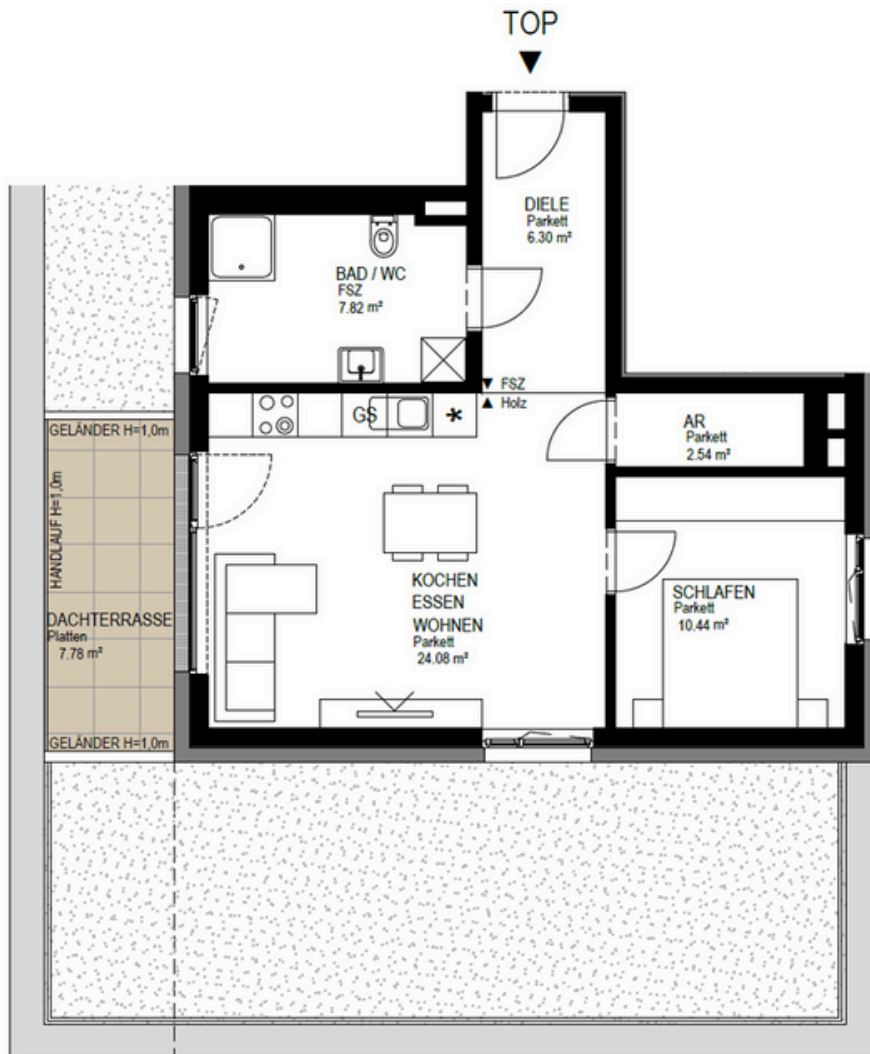 TOP
DIELE
Parkett
6.30 m²
BAD / WC
FSZ
7.82 m²
FSZ
Holz
GS
*
AR
Parkett
2.54 m²
GELÄNDER H=1,0m
HANDLAUF H=1,0m
DACHTERRASSE
Platten
7.78 m²
GELÄNDER H=1,0m
KOCHEN
ESSEN
WOHNEN
Parkett
24.08 m²
SCHLAFEN
Parkett
10.44 m²